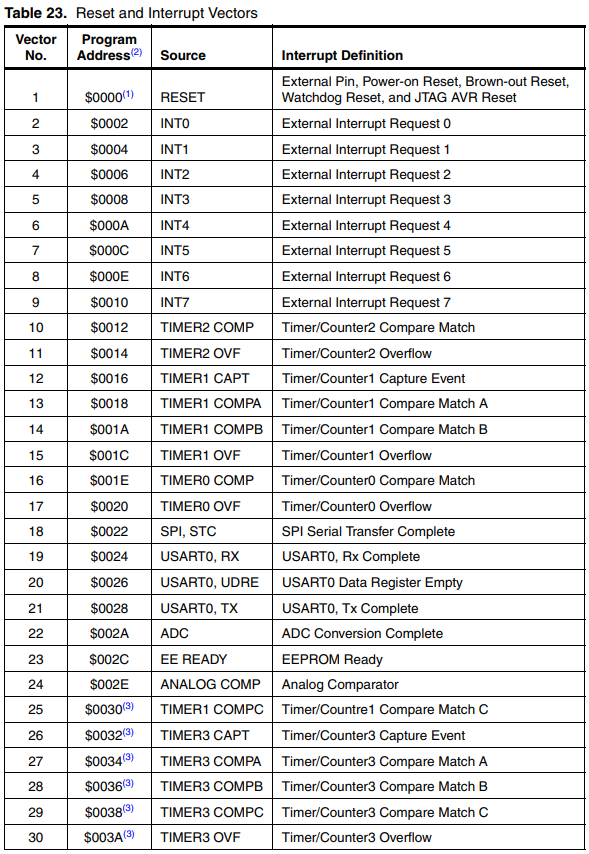 Table 23. Reset and Interrupt Vectors
Vector No. Program Address(2) Source Interrupt Definition
1 $0000(1) RESET External Pin, Power-on Reset, Brown-out Reset, Watchdog Reset, and JTAG AVR Reset
2 $0002 INT0 External Interrupt Request 0
3 $0004 INT1 External Interrupt Request 1
4 $0006 INT2 External Interrupt Request 2
5 $0008 INT3 External Interrupt Request 3
6 $000A INT4 External Interrupt Request 4
7 $000C INT5 External Interrupt Request 5
8 $000E INT6 External Interrupt Request 6
9 $0010 INT7 External Interrupt Request 7
10 $0012 TIMER2 COMP Timer/Counter2 Compare Match
11 $0014 TIMER2 OVF Timer/Counter2 Overflow
12 $0016 TIMER1 CAPT Timer/Counter1 Capture Event
13 $0018 TIMER1 COMPA Timer/Counter1 Compare Match A
14 $001A TIMER1 COMPB Timer/Counter1 Compare Match B
15 $001C TIMER1 OVF Timer/Counter1 Overflow
16 $001E TIMER0 COMP Timer/Counter0 Compare Match
17 $0020 TIMER0 OVF Timer/Counter0 Overflow
18 $0022 SPI, STC SPI Serial Transfer Complete
19 $0024 USART0, RX USART0, Rx Complete
20 $0026 USART0, UDRE USART0 Data Register Empty
21 $0028 USART0, TX USART0, Tx Complete
22 $002A ADC ADC Conversion Complete
23 $002C EE READY EEPROM Ready
24 $002E ANALOG COMP Analog Comparator
25 $0030(3) TIMER1 COMPC Timer/Countre1 Compare Match C
26 $0032(3) TIMER3 CAPT Timer/Counter3 Capture Event
27 $0034(3) TIMER3 COMPA Timer/Counter3 Compare Match A
28 $0036(3) TIMER3 COMPB Timer/Counter3 Compare Match B
29 $0038(3) TIMER3 COMPC Timer/Counter3 Compare Match C
30 $003A(3) TIMER3 OVF Timer/Counter3 Overflow